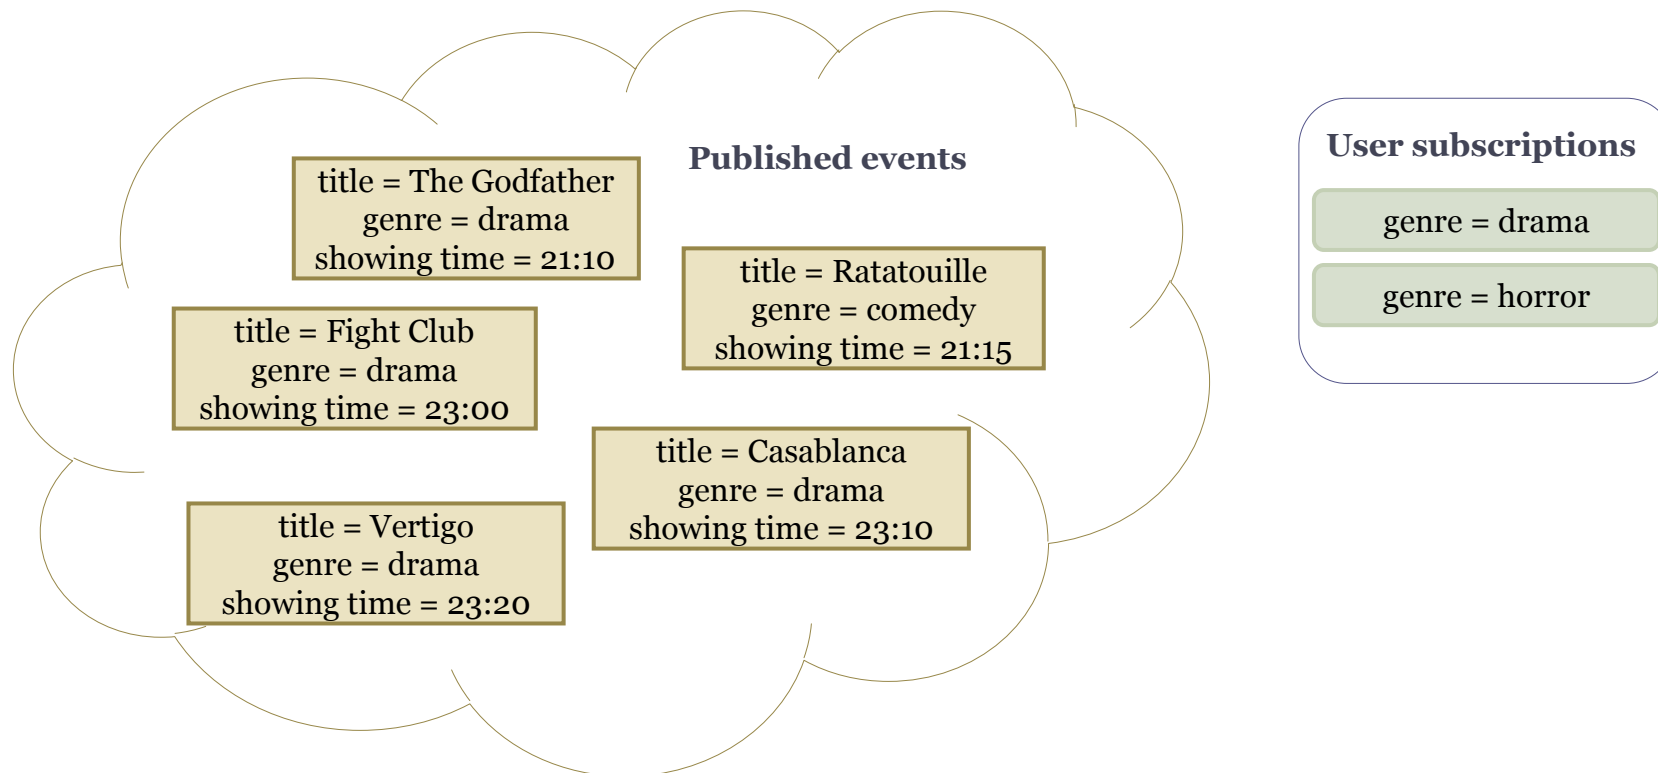 Published events
title = The Godfather
genre = drama
showing time = 21:10
title = Ratatouille
genre = comedy
showing time = 21:15
title = Fight Club
genre = drama
showing time = 23:00
title = Casablanca
genre = drama
showing time = 23:10
title = Vertigo
genre = drama
showing time = 23:20
User subscriptions
genre = drama
genre = horror